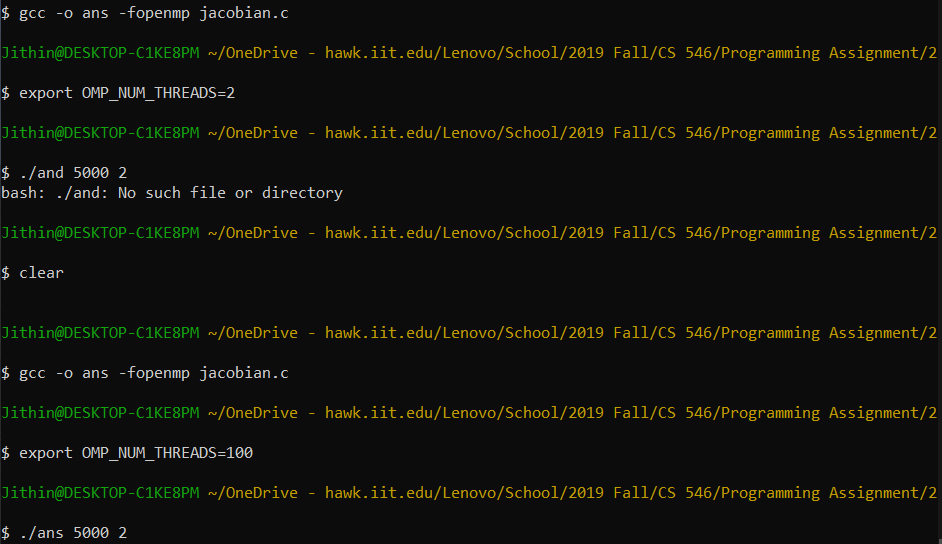 $ gcc -o ans -fopenmp jacobian.c
Jithin@DESKTOP-C1KE8PM ~/OneDrive - hawk.iit.edu/Lenovo/School/2019 Fall/CS 546/Programming Assignment/2
$ export OMP_NUM_THREADS=2
Jithin@DESKTOP-C1KE8PM ~/OneDrive - hawk.iit.edu/Lenovo/School/2019 Fall/CS 546/Programming Assignment/2
$ ./and 5000 2
bash: ./and: No such file or directory
Jithin@DESKTOP-C1KE8PM ~/OneDrive - hawk.iit.edu/Lenovo/School/2019 Fall/CS 546/Programming Assignment/2
$ clear
Jithin@DESKTOP-C1KE8PM ~/OneDrive - hawk.iit.edu/Lenovo/School/2019 Fall/CS 546/Programming Assignment/2
$ gcc -o ans -fopenmp jacobian.c
Jithin@DESKTOP-C1KE8PM ~/OneDrive - hawk.iit.edu/Lenovo/School/2019 Fall/CS 546/Programming Assignment/2
$ export OMP_NUM_THREADS=100
Jithin@DESKTOP-C1KE8PM ~/OneDrive - hawk.iit.edu/Lenovo/School/2019 Fall/CS 546/Programming Assignment/2
$ ./ans 5000 2